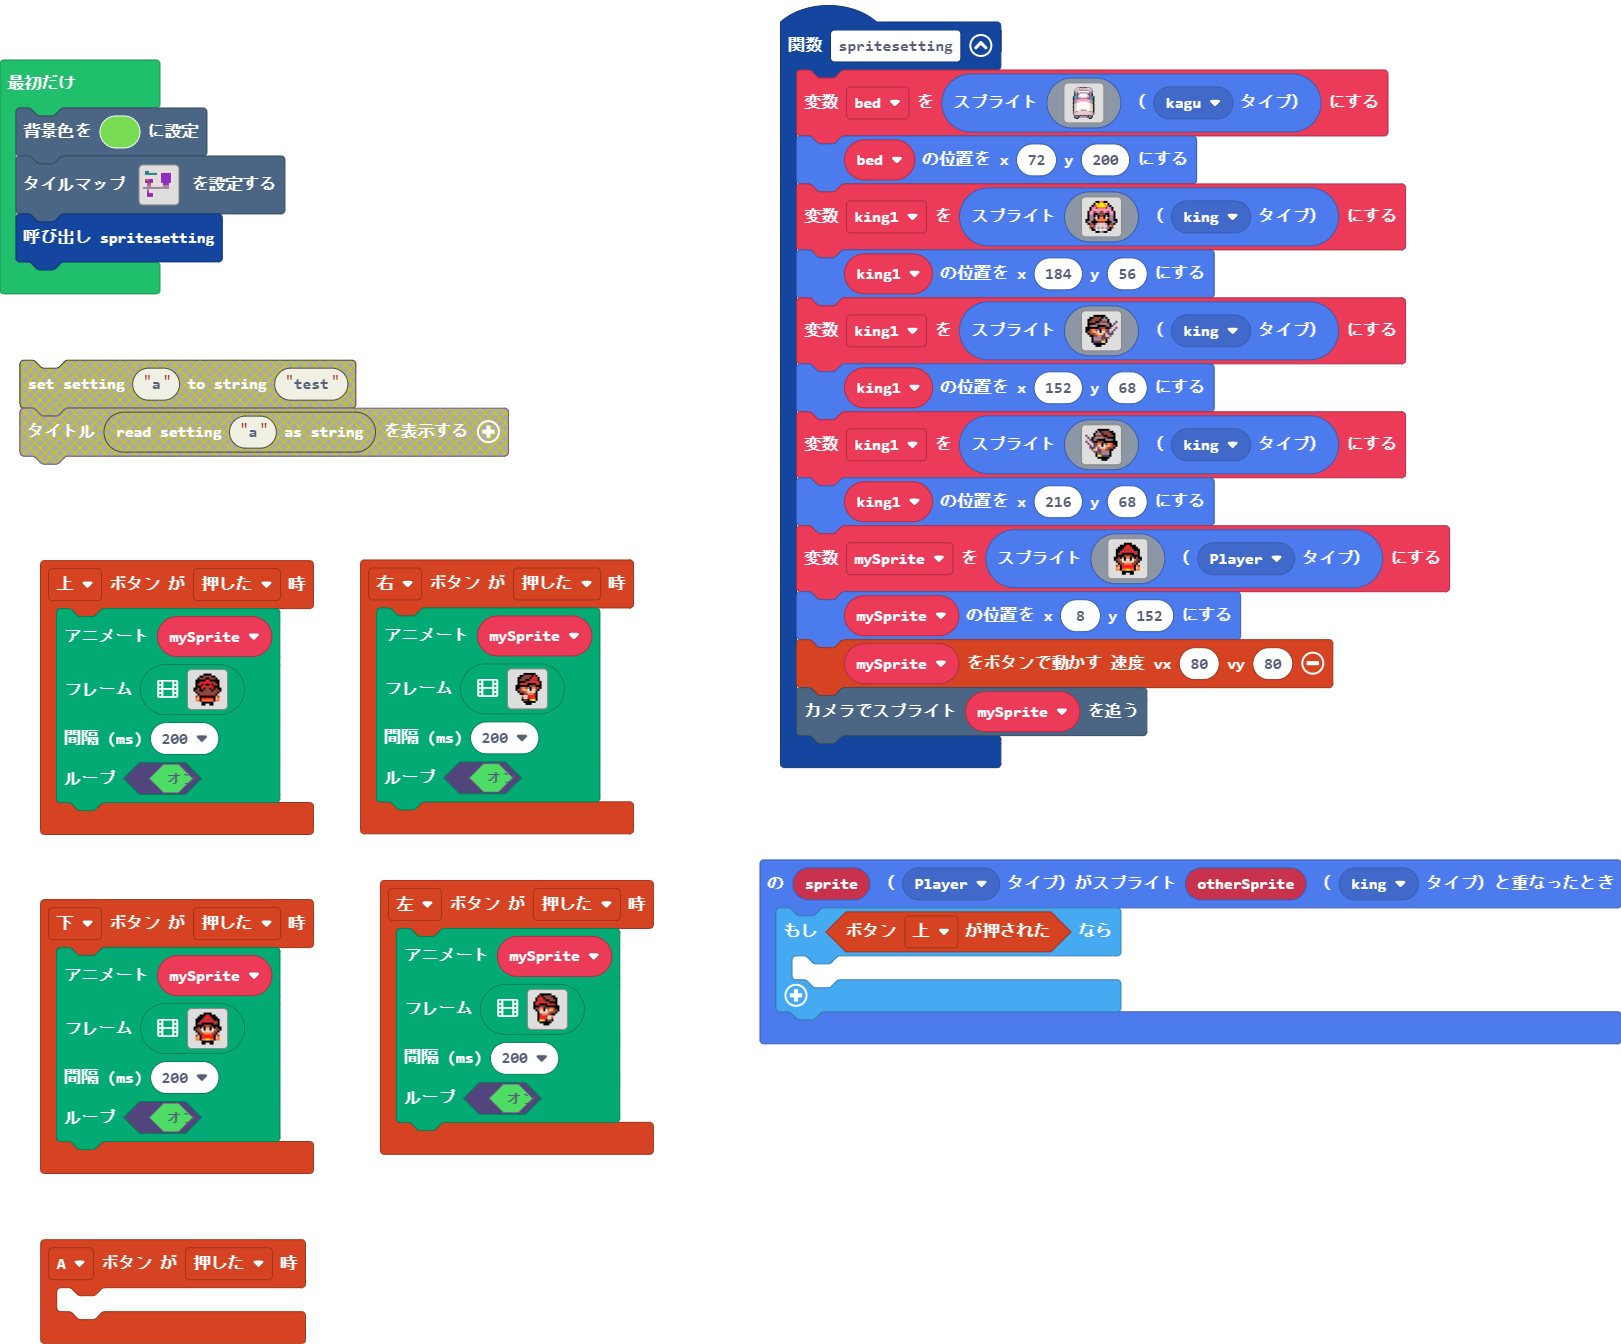 最初だけ
背景色を に設定
タイルマップ を設定する
呼び出し spritesetting
set setting "a" to string "test"
タイトル read setting "a" as string を表示する
上 ボタン が 押した 時
アニメート mySprite
フレーム
間隔 (ms) 200
ループ
右 ボタン が 押した 時
アニメート mySprite
フレーム
間隔 (ms) 200
ループ
下 ボタン が 押した 時
アニメート mySprite
フレーム
間隔 (ms) 200
ループ
左 ボタン が 押した 時
アニメート mySprite
フレーム
間隔 (ms) 200
ループ
A ボタン が 押した 時
関数 spritesetting
変数 bed を スプライト ( kagu タイプ) にする
bed の位置を x 72 y 200 にする
変数 king1 を スプライト ( king タイプ) にする
king1 の位置を x 184 y 56 にする
変数 king1 を スプライト ( king タイプ) にする
king1 の位置を x 152 y 68 にする
変数 king1 を スプライト ( king タイプ) にする
king1 の位置を x 216 y 68 にする
変数 mySprite を スプライト ( Player タイプ) にする
mySprite の位置を x 8 y 152 にする
mySprite をボタンで動かす 速度 vx 80 vy 80
カメラでスプライト mySprite を追う
の sprite ( Player タイプ) がスプライト otherSprite ( king タイプ) と重なったとき
もし ボタン 上 が押された なら